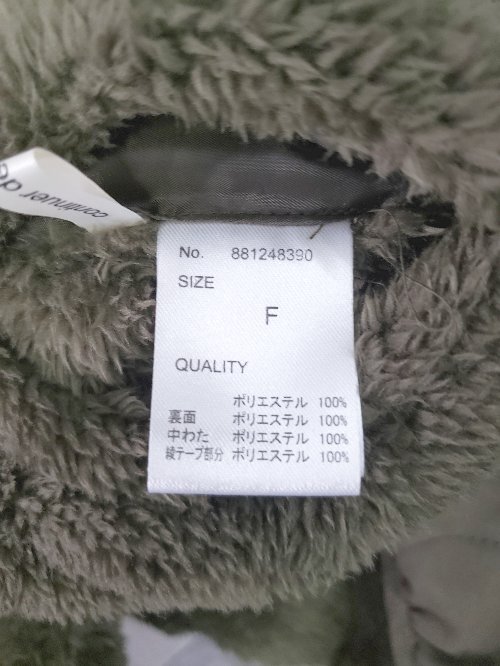 continuer de
No. 881248390
SIZE
F
QUALITY
ポリエステル 100%
裏面 ポリエステル 100%
中わた ポリエステル 100%
綾テープ部分 ポリエステル 100%